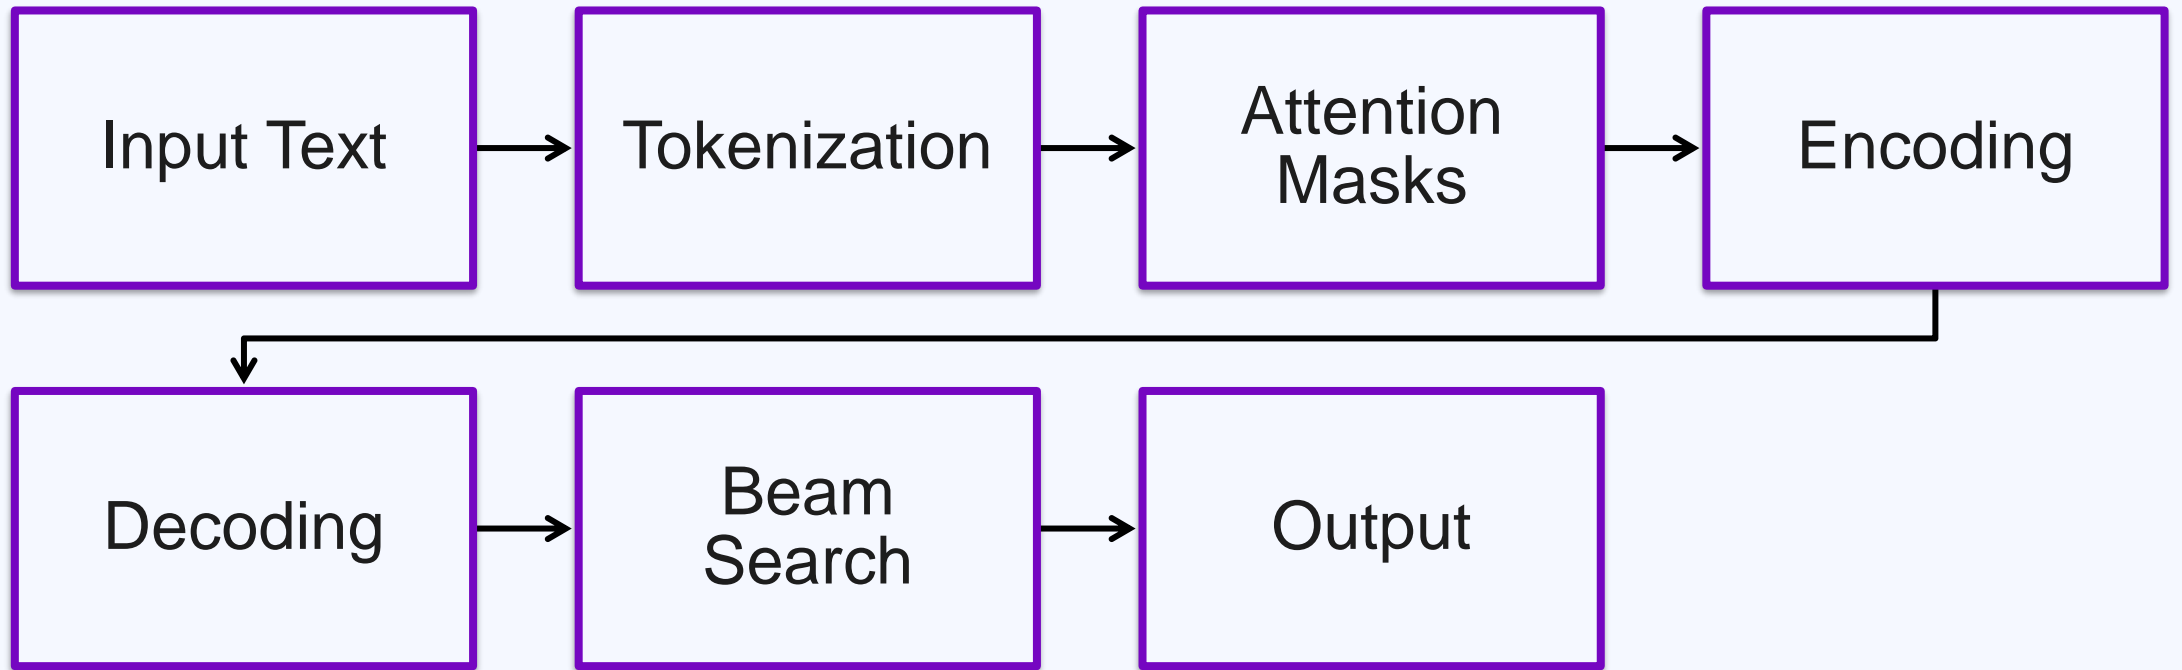 Input Text
Tokenization
Attention
Masks
Encoding
Decoding
Beam
Search
Output